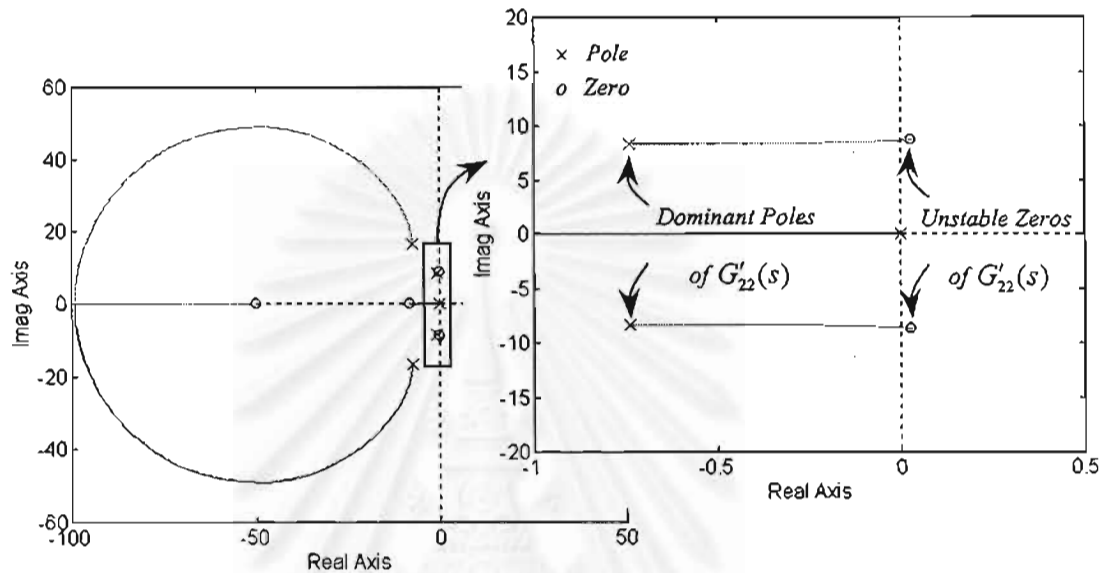 60
40
20
0
-20
-40
-60
-100
-50
0
50
Imag Axis
Real Axis
20
15
10
5
0
-5
-10
-15
-20
-1
-0.5
0
0.5
Imag Axis
Real Axis
× Pole
o Zero
Dominant Poles
of G′22(s)
Unstable Zeros
of G′22(s)